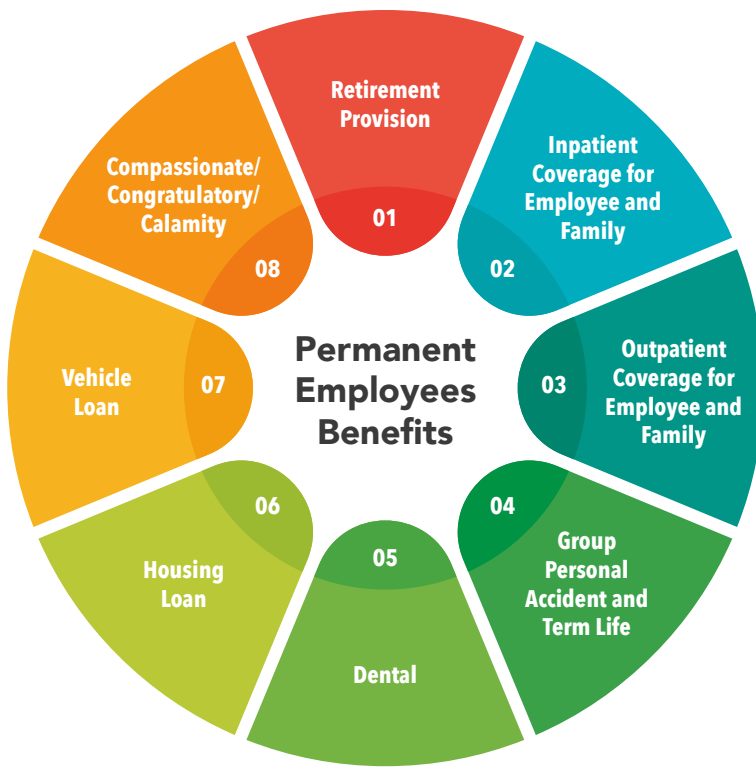 Permanent
Employees
Benefits
01
Retirement
Provision
02
Inpatient
Coverage for
Employee and
Family
03
Outpatient
Coverage for
Employee and
Family
04
Group
Personal
Accident and
Term Life
05
Dental
06
Housing
Loan
07
Vehicle
Loan
08
Compassionate/
Congratulatory/
Calamity